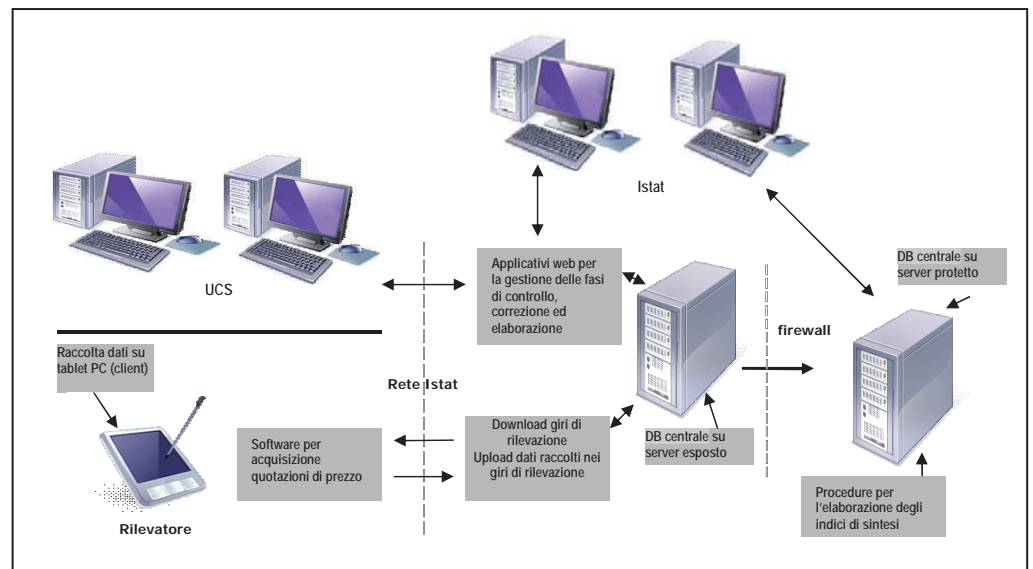 Istat
UCS
Applicativi web per
la gestione delle fasi
di controllo,
correzione ed
elaborazione
DB centrale su
server protetto
firewall
Raccolta dati su
tablet PC (client)
Rete Istat
Software per
acquisizione
quotazioni di prezzo
Download giri di
rilevazione
Upload dati raccolti nei
giri di rilevazione
DB centrale su
server esposto
Procedure per
l'elaborazione degli
indici di sintesi
Rilevatore